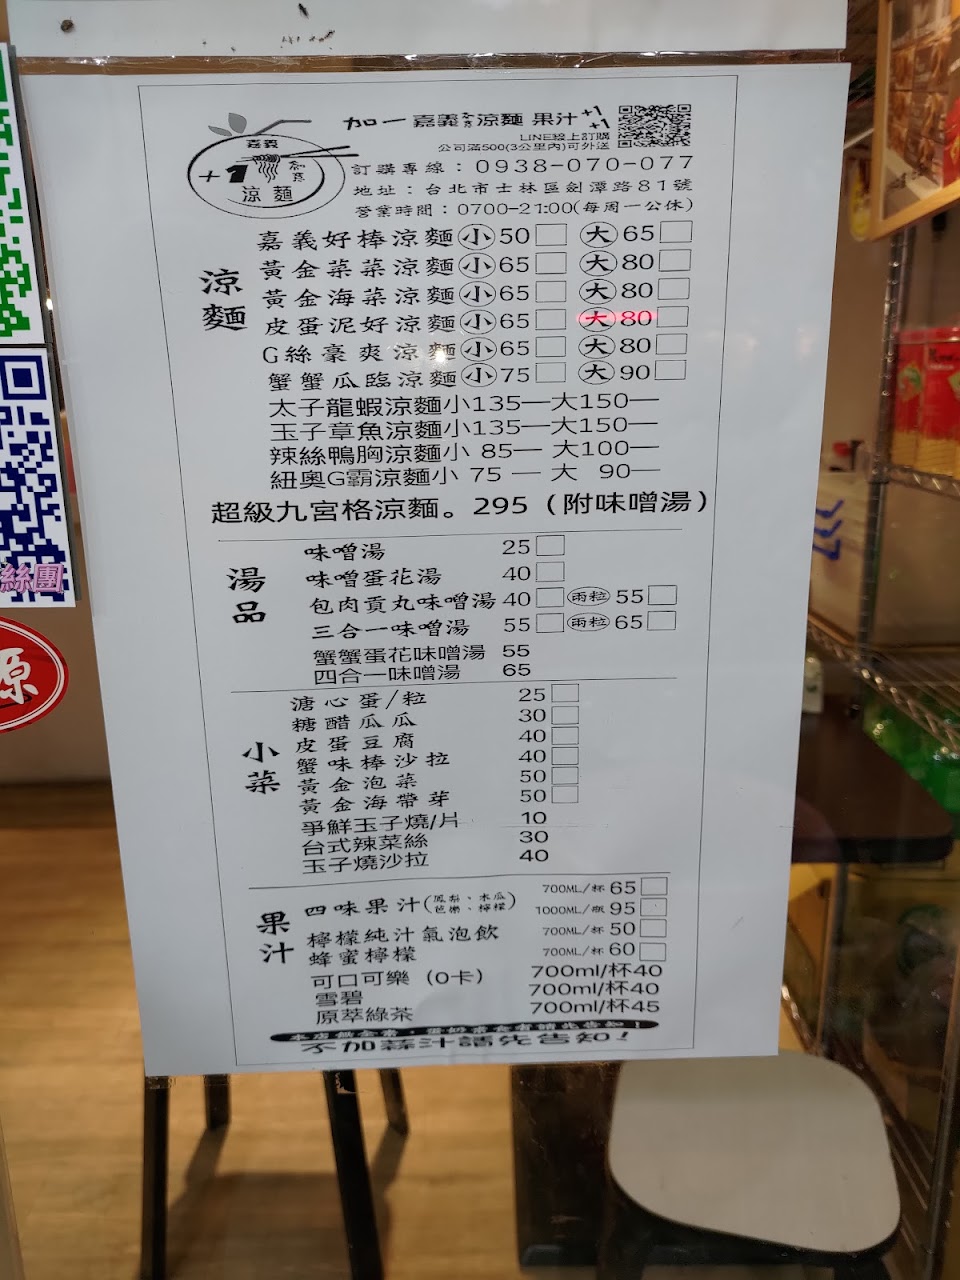 加一嘉義涼麵 果汁+1
+1
LINE線上訂購
公司滿500(3公里內)可外送
嘉義
+1
涼麵
訂購專線：0938-070-077
地址：台北市士林區劍潭路81號
營業時間：0700-21:00(每周一公休)
涼麵
嘉義好棒涼麵 小 50 大 65
黃金菜菜涼麵 小 65 大 80
黃金海菜涼麵 小 65 大 80
皮蛋泥好涼麵 小 65 大 80
G絲豪爽涼麵 小 65 大 80
蟹蟹瓜臨涼麵 小 75 大 90
太子龍蝦涼麵小135—大150—
玉子章魚涼麵小135—大150—
辣絲鴨胸涼麵小 85— 大100—
紐奧G霸涼麵小 75 — 大 90—
超級九宮格涼麵。295（附味噌湯）
湯品
味噌湯 25
味噌蛋花湯 40
包肉貢丸味噌湯 40 兩粒 55
三合一味噌湯 55 兩粒 65
蟹蟹蛋花味噌湯 55
四合一味噌湯 65
小菜
溏心蛋/粒 25
糖醋瓜瓜 30
皮蛋豆腐 40
蟹味棒沙拉 40
黃金泡菜 50
黃金海帶芽 50
爭鮮玉子燒/片 10
台式辣菜絲 30
玉子燒沙拉 40
果汁
四味果汁(鳳梨、木瓜、芭樂、檸檬) 700ML/杯 65
1000ML/瓶 95
檸檬純汁氣泡飲 700ML/杯 50
蜂蜜檸檬 700ML/杯 60
可口可樂（0卡） 700ml/杯40
雪碧 700ml/杯40
原萃綠茶 700ml/杯45
不加蒜汁請先告知！
絲團
源